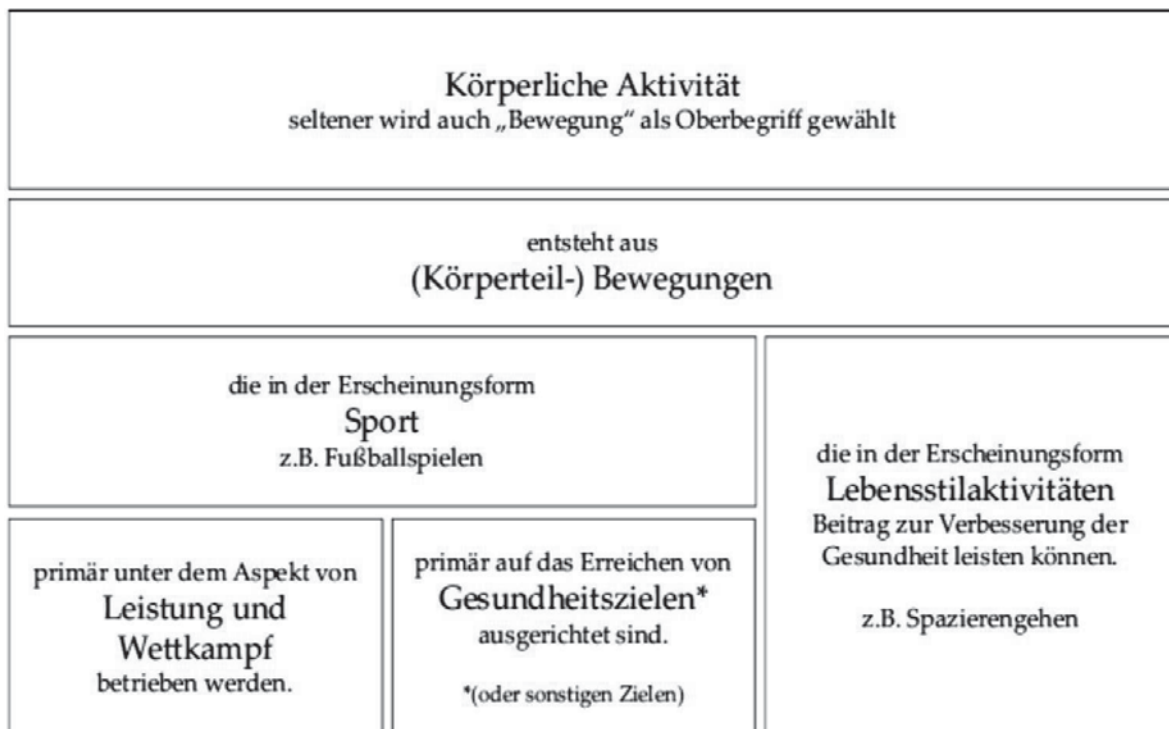 Körperliche Aktivität
seltener wird auch „Bewegung“ als Oberbegriff gewählt
entsteht aus
(Körperteil-) Bewegungen
die in der Erscheinungsform
Sport
z.B. Fußballspielen
primär unter dem Aspekt von
Leistung und
Wettkampf
betrieben werden.
primär auf das Erreichen von
Gesundheitszielen*
ausgerichtet sind.
*(oder sonstigen Zielen)
die in der Erscheinungsform
Lebensstilaktivitäten
Beitrag zur Verbesserung der
Gesundheit leisten können.
z.B. Spazierengehen